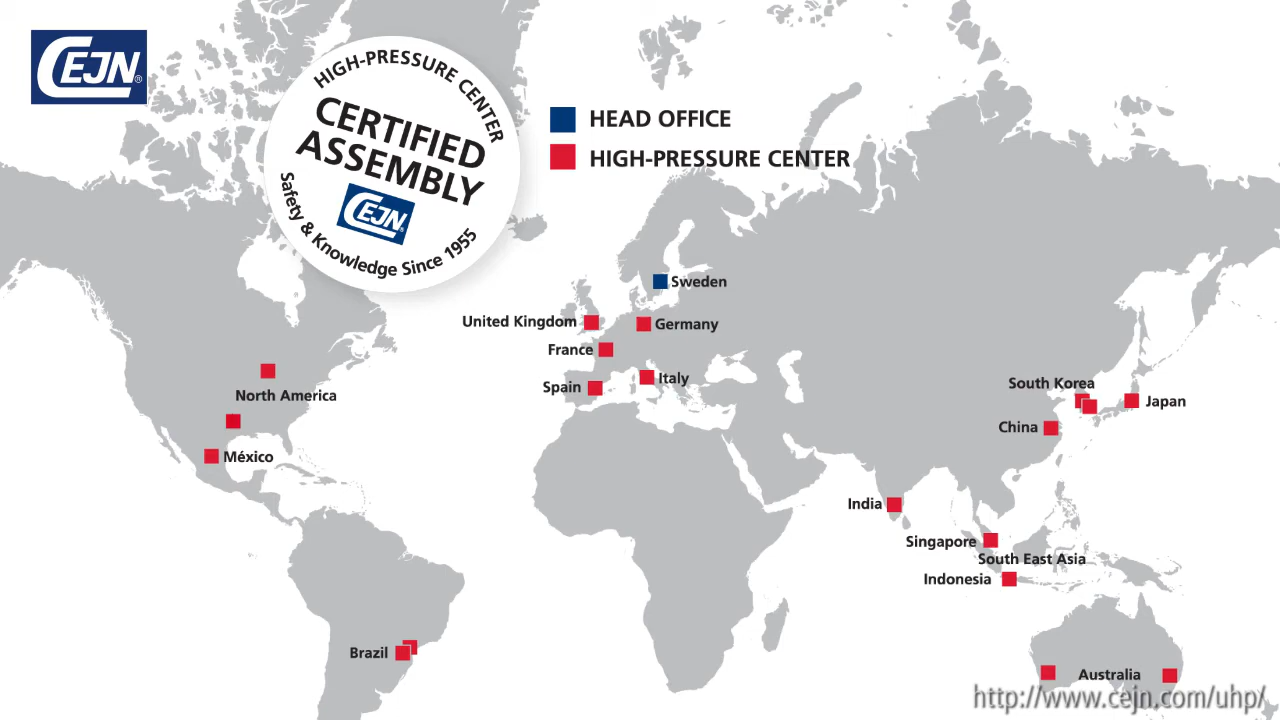 CEJN®
HIGH-PRESSURE CENTER
CERTIFIED
ASSEMBLY
CEJN®
Safety & Knowledge Since 1955
HEAD OFFICE
HIGH-PRESSURE CENTER
Sweden
United Kingdom
Germany
France
Italy
Spain
North America
México
South Korea
Japan
China
India
Singapore
South East Asia
Indonesia
Brazil
Australia
http://www.cejn.com/uhp/